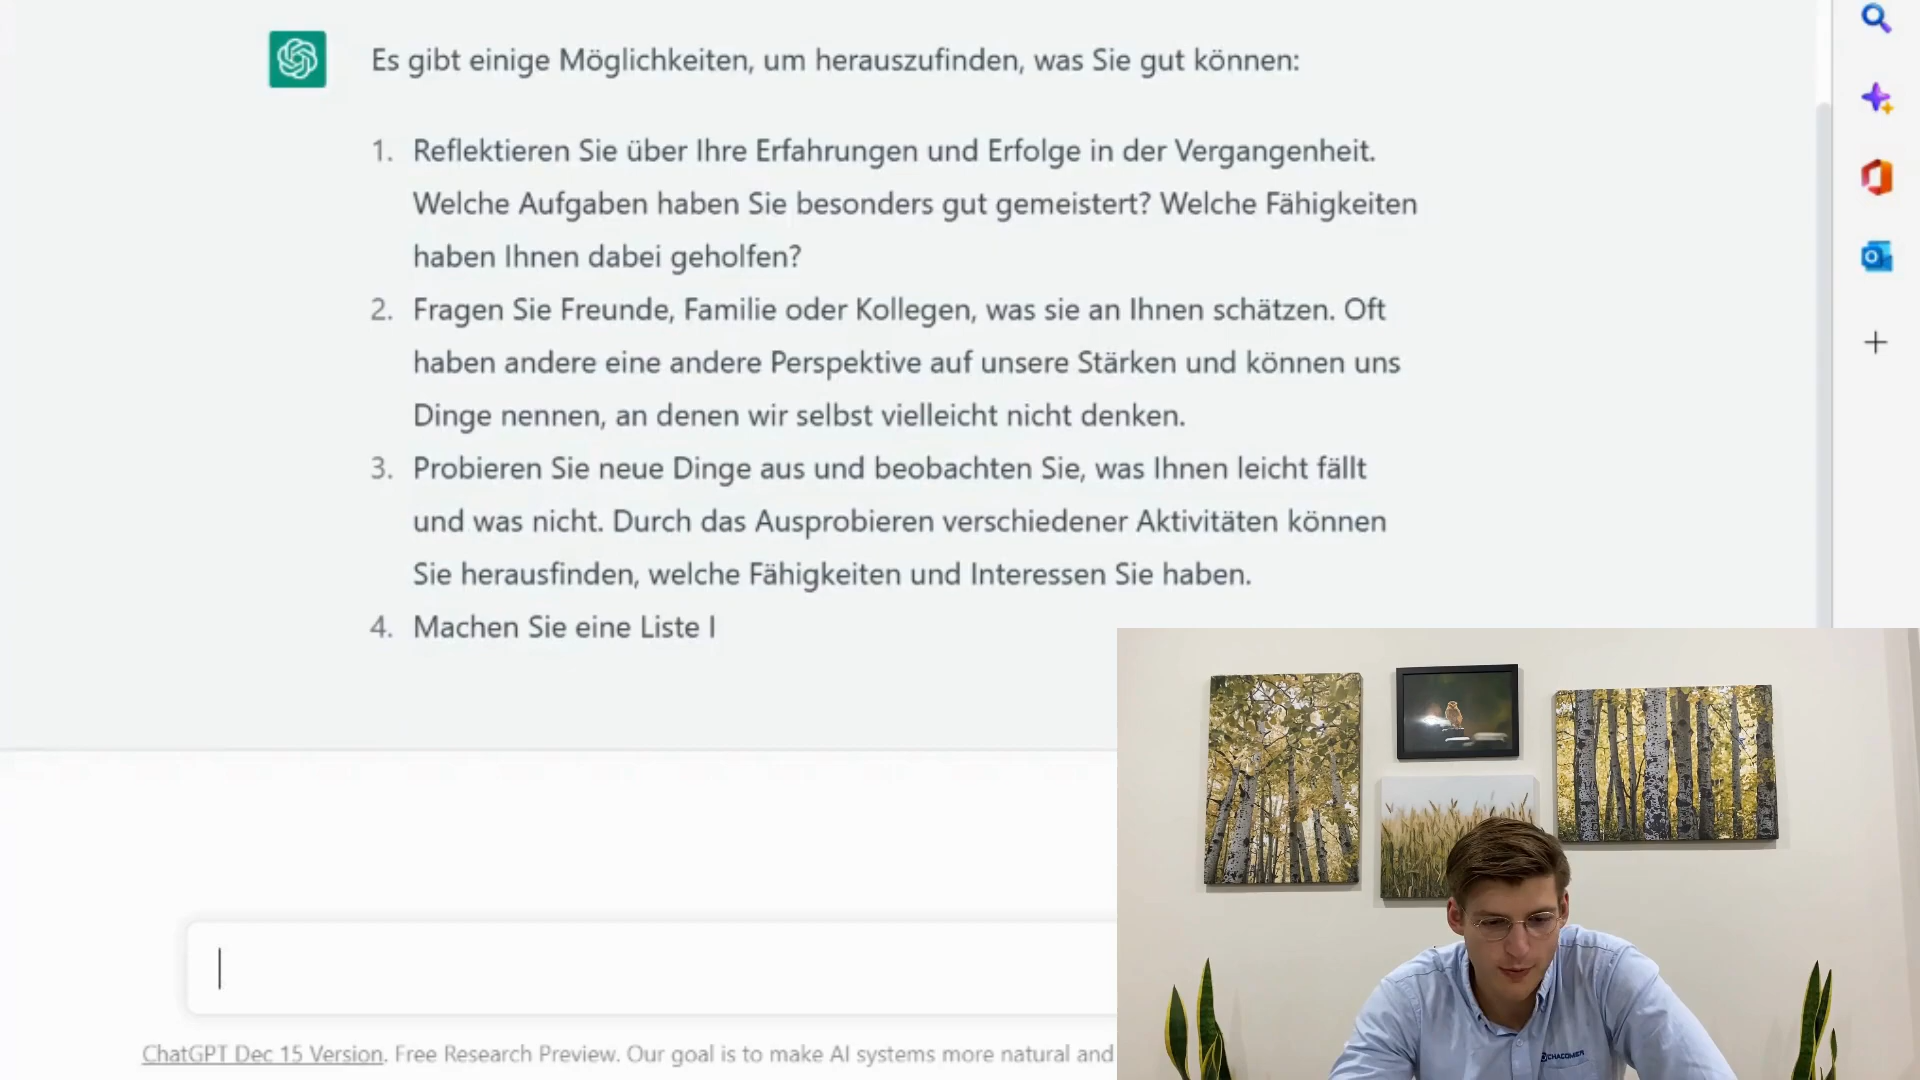 Es gibt einige Möglichkeiten, um herauszufinden, was Sie gut können:
1. Reflektieren Sie über Ihre Erfahrungen und Erfolge in der Vergangenheit.
Welche Aufgaben haben Sie besonders gut gemeistert? Welche Fähigkeiten
haben Ihnen dabei geholfen?
2. Fragen Sie Freunde, Familie oder Kollegen, was sie an Ihnen schätzen. Oft
haben andere eine andere Perspektive auf unsere Stärken und können uns
Dinge nennen, an denen wir selbst vielleicht nicht denken.
3. Probieren Sie neue Dinge aus und beobachten Sie, was Ihnen leicht fällt
und was nicht. Durch das Ausprobieren verschiedener Aktivitäten können
Sie herausfinden, welche Fähigkeiten und Interessen Sie haben.
4. Machen Sie eine Liste I
ChatGPT Dec 15 Version. Free Research Preview. Our goal is to make AI systems more natural and
CHACOMER